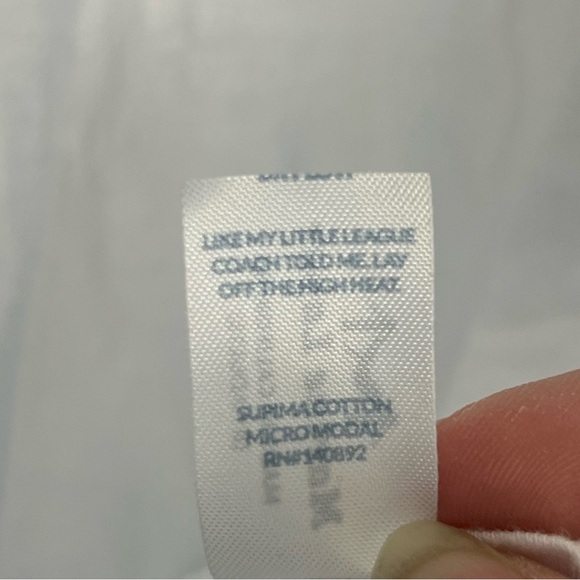 LIKE MY LITTLE LEAGUE
COACH TOLD ME, LAY
OFF THE HIGH HEAT.
SUPIMA COTTON
MICRO MODAL
RN#140892